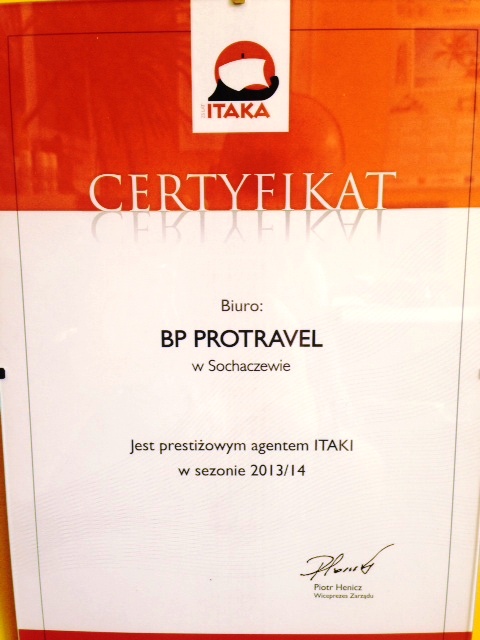 ITAKA
CERTYFIKAT
Biuro:
BP PROTRAVEL
w Sochaczewie
Jest prestiżowym agentem ITAKI
w sezonie 2013/14
Piotr Henicz
Wiceprezes Zarządu